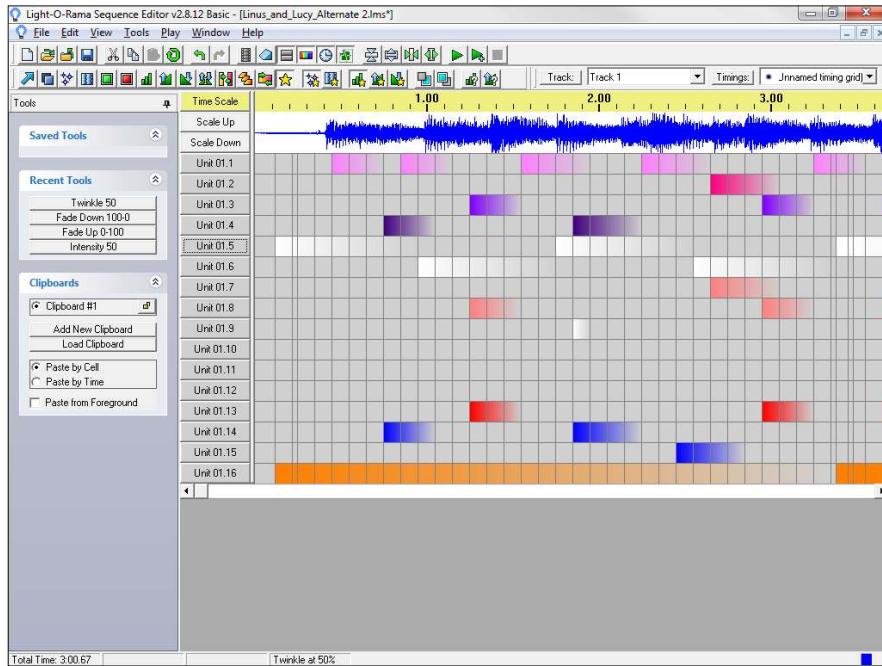 Light-O-Rama Sequence Editor v2.8.12 Basic - [Linus_and_Lucy_Alternate 2.lms*]
File Edit View Tools Play Window Help
Track: Track 1 Timings: Jnnamed timing grid)
Tools
Saved Tools
Recent Tools
Twinkle 50
Fade Down 100-0
Fade Up 0-100
Intensity 50
Clipboards
Clipboard #1
Add New Clipboard
Load Clipboard
Paste by Cell
Paste by Time
Paste from Foreground
Time Scale 1.00 2.00 3.00
Scale Up
Scale Down
Unit 01.1
Unit 01.2
Unit 01.3
Unit 01.4
Unit 01.5
Unit 01.6
Unit 01.7
Unit 01.8
Unit 01.9
Unit 01.10
Unit 01.11
Unit 01.12
Unit 01.13
Unit 01.14
Unit 01.15
Unit 01.16
Total Time: 3:00.67 Twinkle at 50%